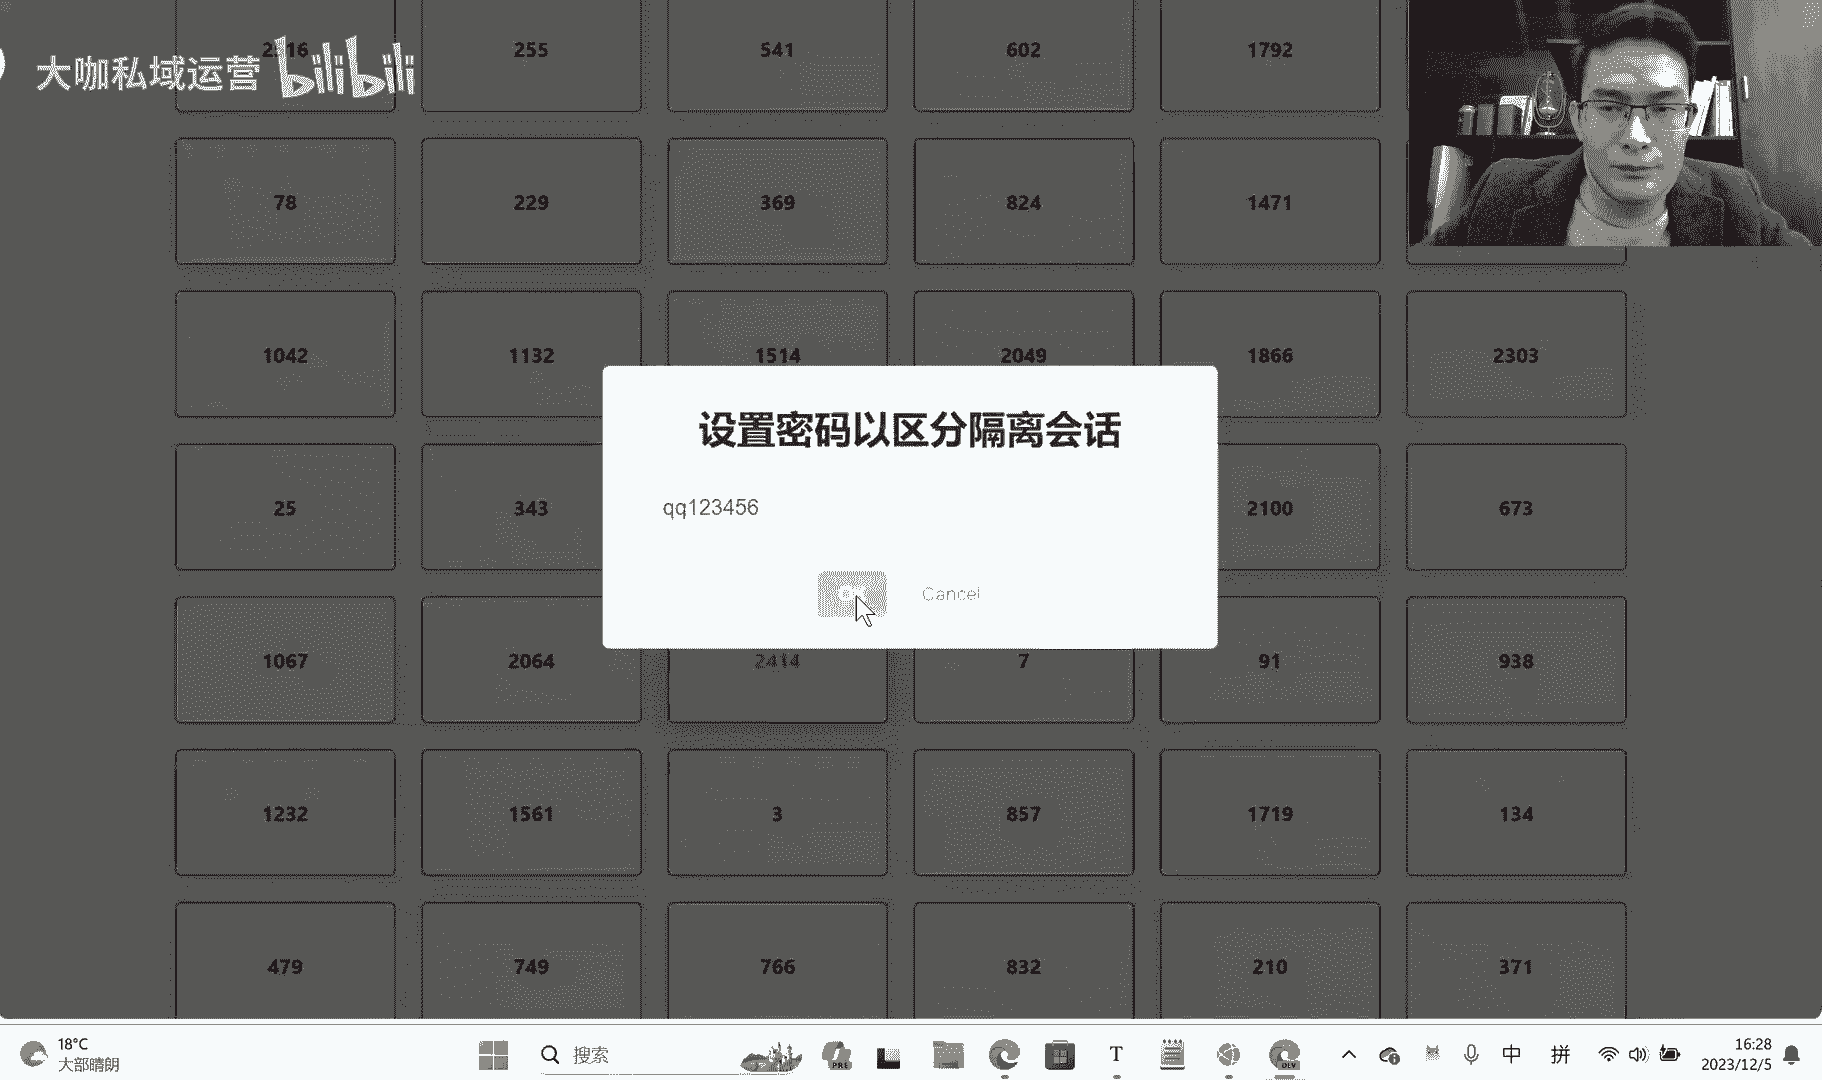 255 541 602 1792
大咖私域运营 bilibili
78 229 369 824 1471
1042 1132 1514 2049 1866 2303
设置密码以区分隔离会话
25 343 2100 673
qq123456
Cancel
1067 2064 2414 7 91 938
1232 1561 3 857 1719 134
479 749 766 832 210 371
18°C
大部晴朗
搜索
PRE
T
DEV
中
拼
16:28
2023/12/5